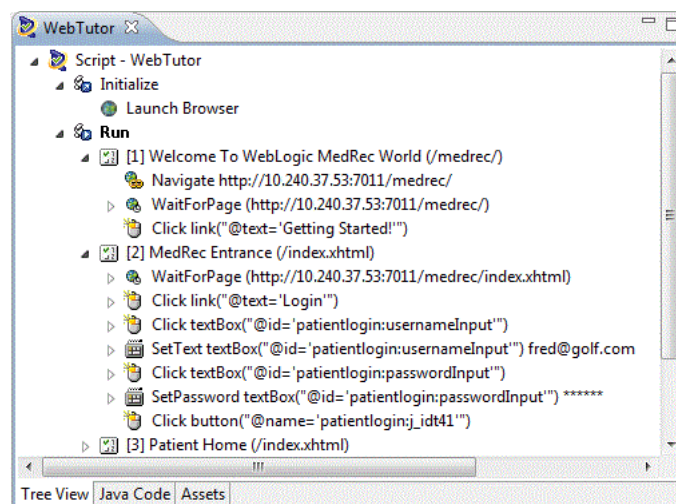 WebTutor
Script - WebTutor
Initialize
Launch Browser
Run
[1] Welcome To WebLogic MedRec World (/medrec/)
Navigate http://10.240.37.53:7011/medrec/
WaitForPage (http://10.240.37.53:7011/medrec/)
Click link("@text='Getting Started!'")
[2] MedRec Entrance (/index.xhtml)
WaitForPage (http://10.240.37.53:7011/medrec/index.xhtml)
Click link("@text='Login'")
Click textBox("@id='patientlogin:usernameInput'")
SetText textBox("@id='patientlogin:usernameInput'") fred@golf.com
Click textBox("@id='patientlogin:passwordInput'")
SetPassword textBox("@id='patientlogin:passwordInput'") ******
Click button("@name='patientlogin:j_idt41'")
[3] Patient Home (/index.xhtml)
Tree View Java Code Assets